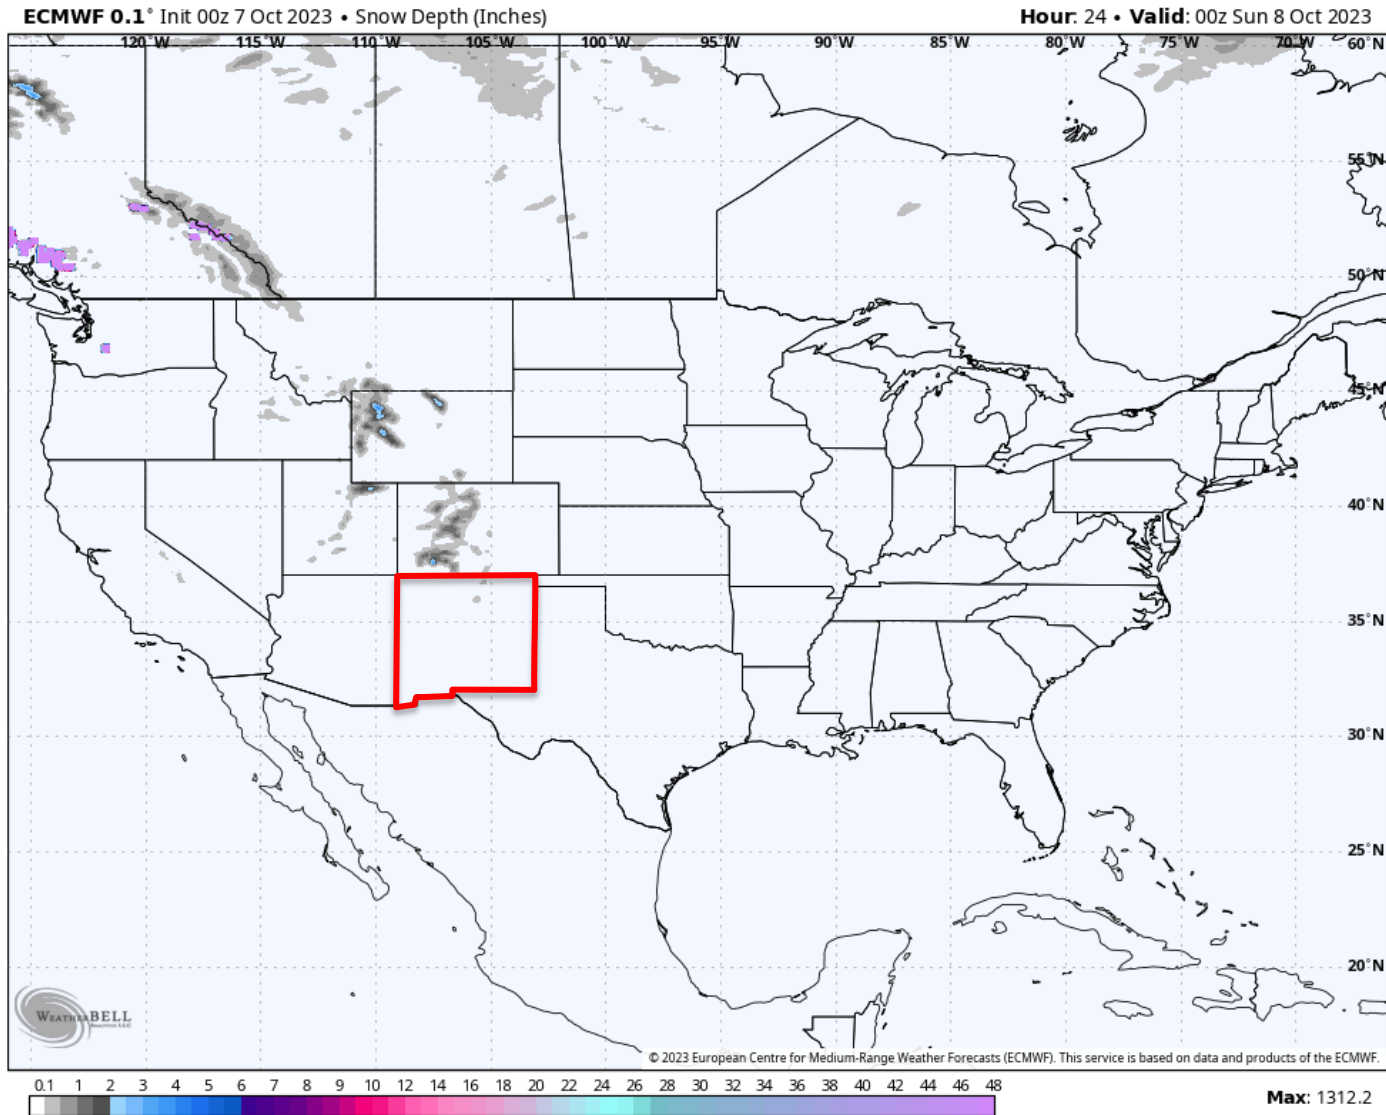 ECMWF 0.1° Init 00z 7 Oct 2023 • Snow Depth (Inches)
Hour: 24 • Valid: 00z Sun 8 Oct 2023
120°W 115°W 110°W 105°W 100°W 95°W 90°W 85°W 80°W 75°W 70°W 60°N
55°N
50°N
45°N
40°N
35°N
30°N
25°N
20°N
WEATHERBELL
ANALYTICS LLC
© 2023 European Centre for Medium-Range Weather Forecasts (ECMWF). This service is based on data and products of the ECMWF.
0.1 1 2 3 4 5 6 7 8 9 10 12 14 16 18 20 22 24 26 28 30 32 34 36 38 40 42 44 46 48
Max: 1312.2